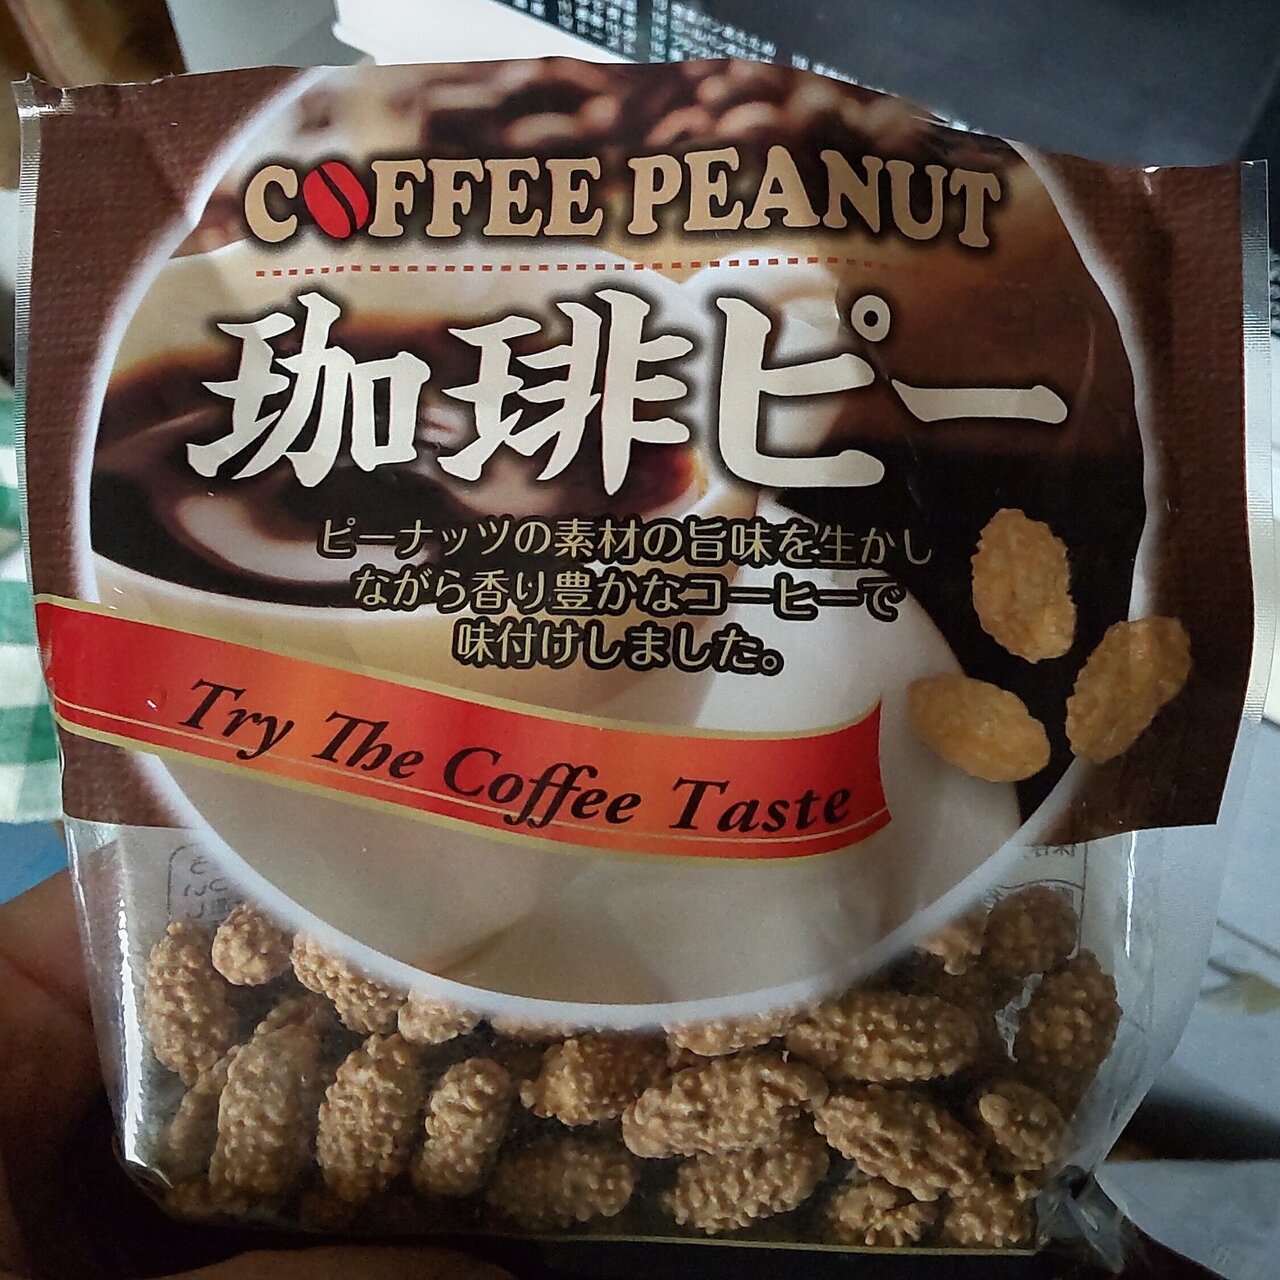 COFFEE PEANUT
珈琲ピー
ピーナッツの素材の旨味を生かし
ながら香り豊かなコーヒーで
味付けしました。
Try The Coffee Taste